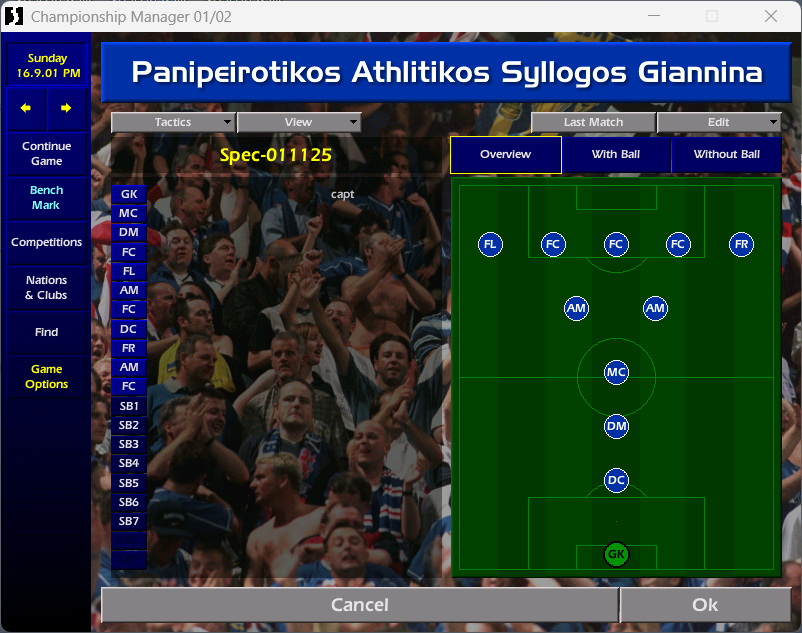 Championship Manager 01/02
Sunday
16.9.01 PM
Panipeirotikos Athlitikos Syllogos Giannina
Continue
Game
Bench
Mark
Competitions
Nations
& Clubs
Find
Game
Options
Tactics
View
Last Match
Edit
Spec-011125
Overview
With Ball
Without Ball
GK
capt
MC
DM
FC
FL
AM
FC
DC
FR
AM
FC
SB1
SB2
SB3
SB4
SB5
SB6
SB7
FL FC FC FC FR
AM AM
MC
DM
DC
GK
Cancel
Ok